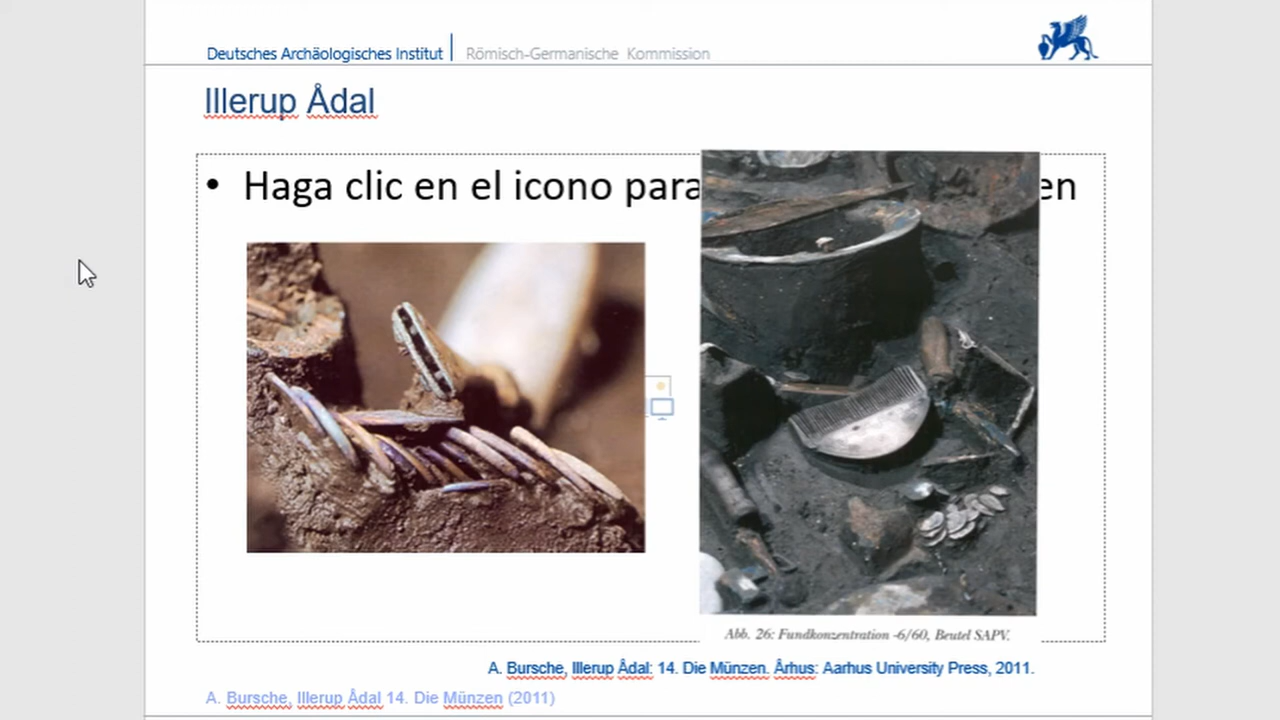 Deutsches Archäologisches Institut Römisch-Germanische Kommission
Illerup Ådal
• Haga clic en el icono para en
Abb. 26: Fundkonzentration -6/60, Beutel SAPV.
A. Bursche, Illerup Ådal: 14. Die Münzen. Århus: Aarhus University Press, 2011.
A. Bursche, Illerup Ådal 14. Die Münzen (2011)